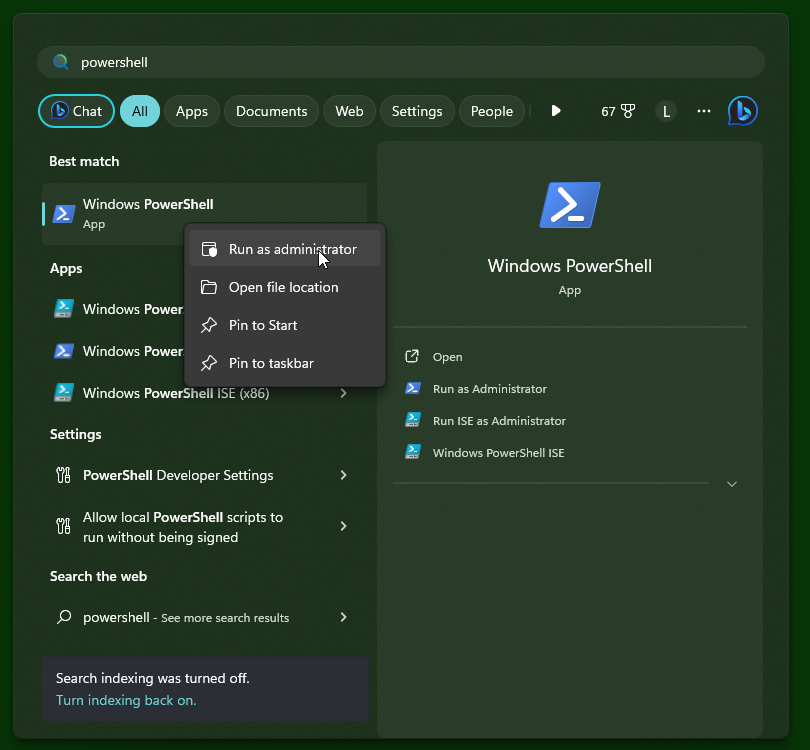 powershell
Chat All Apps Documents Web Settings People 67 L ...
Best match
Windows PowerShell
App
Run as administrator
Open file location
Pin to Start
Pin to taskbar
Apps
Windows
Windows
Windows PowerShell ISE (x86)
Settings
PowerShell Developer Settings
Allow local PowerShell scripts to
run without being signed
Search the web
powershell - See more search results
Search indexing was turned off.
Turn indexing back on.
Windows PowerShell
App
Open
Run as Administrator
Run ISE as Administrator
Windows PowerShell ISE